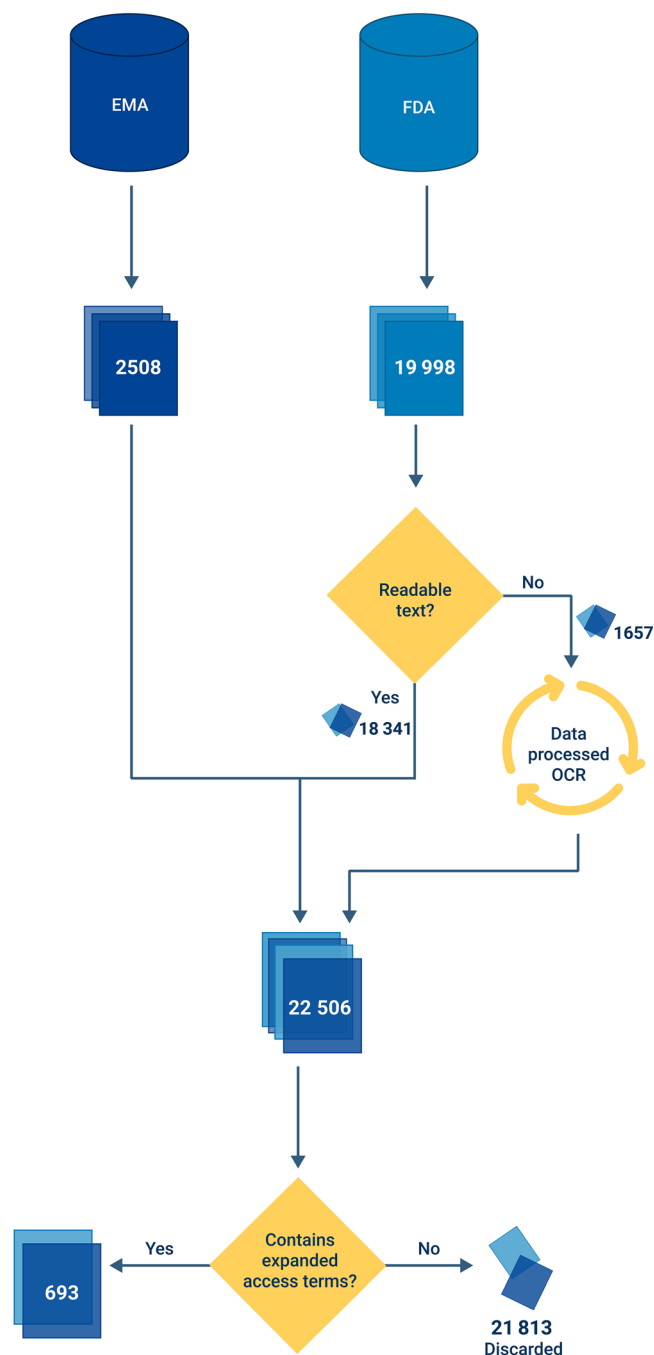 EMA
FDA
2508
19 998
Readable
text?
No
1657
Yes
18 341
Data
processed
OCR
22 506
Contains
expanded
access terms?
Yes
No
693
21 813
Discarded